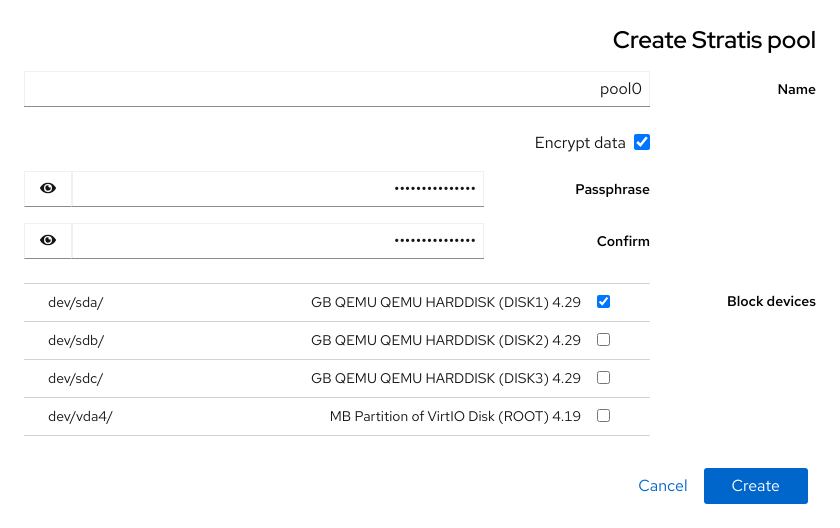 Create Stratis pool
Name
pool0
Encrypt data
Passphrase
•••••••••••••••
Confirm
•••••••••••••••
Block devices
GB QEMU QEMU HARDDISK (DISK1) 4.29 dev/sda/
GB QEMU QEMU HARDDISK (DISK2) 4.29 dev/sdb/
GB QEMU QEMU HARDDISK (DISK3) 4.29 dev/sdc/
MB Partition of VirtIO Disk (ROOT) 4.19 dev/vda4/
Create Cancel